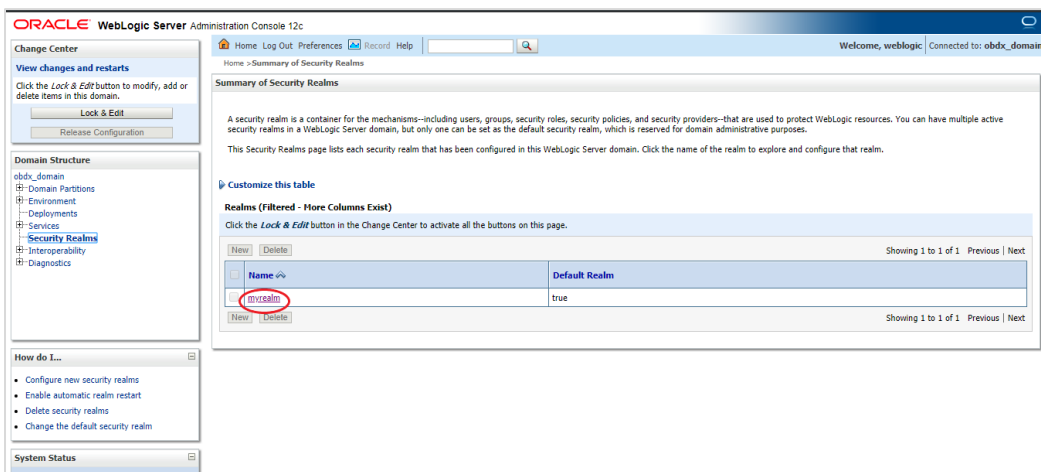 ORACLE WebLogic Server Administration Console 12c
Change Center
View changes and restarts
Click the Lock & Edit button to modify, add or
delete items in this domain.
Lock & Edit
Release Configuration
Domain Structure
obdx_domain
Domain Partitions
Environment
Deployments
Services
Security Realms
Interoperability
Diagnostics
How do I...
Configure new security realms
Enable automatic realm restart
Delete security realms
Change the default security realm
System Status
Home Log Out Preferences Record Help
Welcome, weblogic Connected to: obdx_domain
Home >Summary of Security Realms
Summary of Security Realms
A security realm is a container for the mechanisms--including users, groups, security roles, security policies, and security providers--that are used to protect WebLogic resources. You can have multiple active
security realms in a WebLogic Server domain, but only one can be set as the default security realm, which is reserved for domain administrative purposes.
This Security Realms page lists each security realm that has been configured in this WebLogic Server domain. Click the name of the realm to explore and configure that realm.
Customize this table
Realms (Filtered - More Columns Exist)
Click the Lock & Edit button in the Change Center to activate all the buttons on this page.
New Delete Showing 1 to 1 of 1 Previous | Next
Name Default Realm
myrealm true
New Delete Showing 1 to 1 of 1 Previous | Next